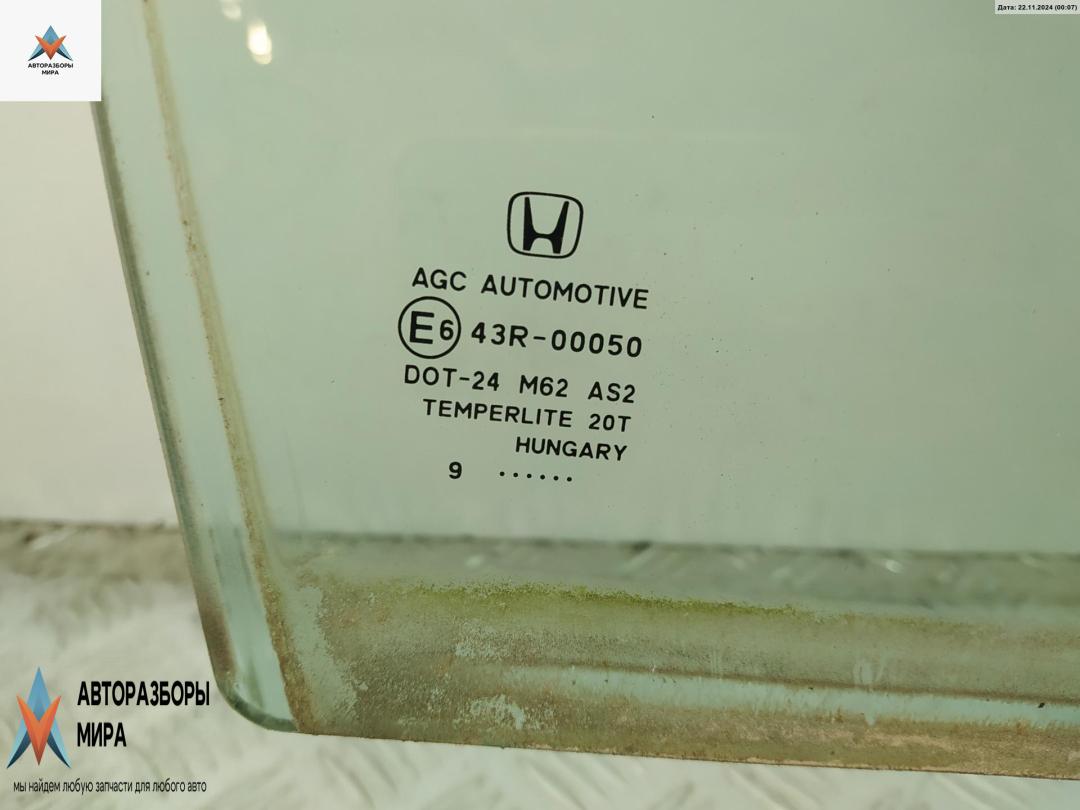 Дата: 22.11.2024 (00:07)
АВТОРАЗБОРЫ
МИРА
AGC AUTOMOTIVE
E6 43R-00050
DOT-24 M62 AS2
TEMPERLITE 20T
HUNGARY
9 ......
АВТОРАЗБОРЫ
МИРА
мы найдем любую запчасти для любого авто